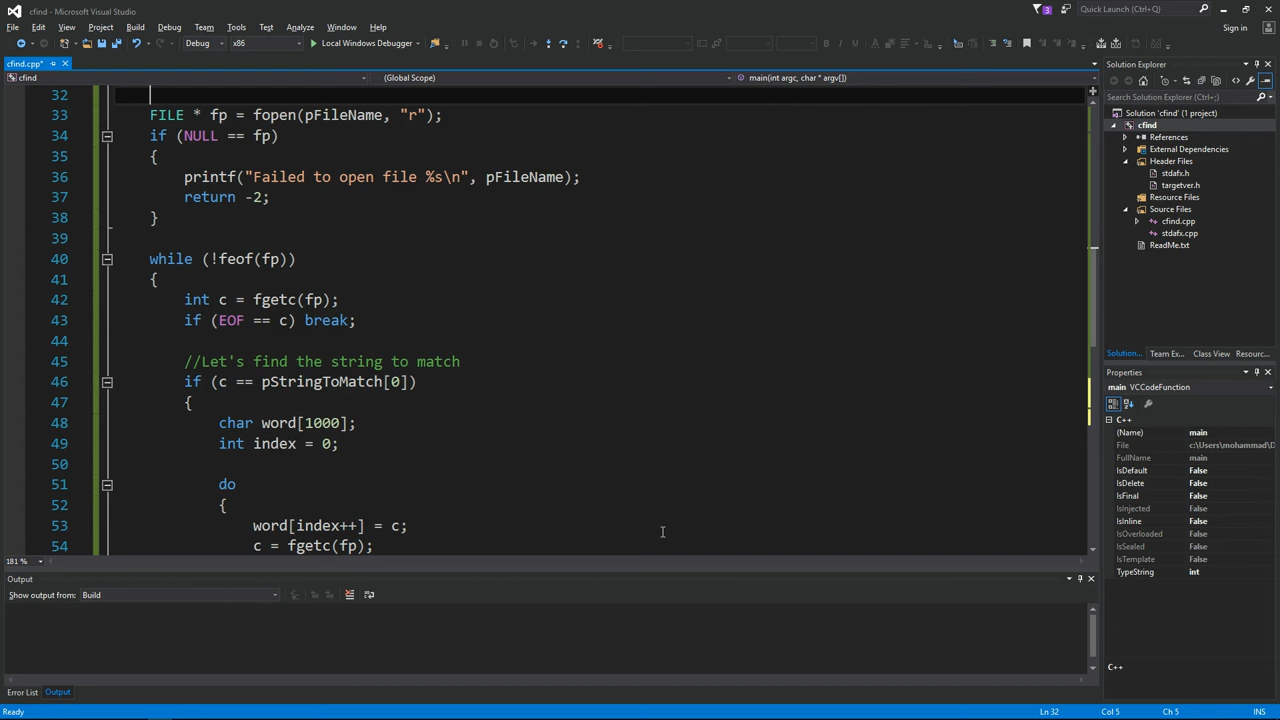 cfind - Microsoft Visual Studio
3
Quick Launch (Ctrl+Q)
File Edit View Project Build Debug Team Tools Analyze Window Help
Sign in
Debug x86 Local Windows Debugger
cfind.cpp*
cfind (Global Scope) main(int argc, char * argv[])
32
33 FILE * fp = fopen(pFileName, "r");
34 if (NULL == fp)
35 {
36 printf("Failed to open file %s\n", pFileName);
37 return -2;
38 }
39
40 while (!feof(fp))
41 {
42 int c = fgetc(fp);
43 if (EOF == c) break;
44
45 //Let's find the string to match
46 if (c == pStringToMatch[0])
47 {
48 char word[1000];
49 int index = 0;
50
51 do
52 {
53 word[index++] = c;
54 c = fgetc(fp);
181 %
Output
Show output from: Build
Error List Output
Ready Ln 32 Col 5 Ch 5 INS
Solution Explorer
Search Solution Explorer (Ctrl+;)
Solution 'cfind' (1 project)
cfind
References
External Dependencies
Header Files
stdafx.h
targetver.h
Resource Files
Source Files
cfind.cpp
stdafx.cpp
ReadMe.txt
Solution... Team Ex... Class View Resourc...
Properties
main VCCodeFunction
C++
(Name) main
File c:\Users\mohammad\D
FullName main
IsDefault False
IsDelete False
IsFinal False
IsInjected False
IsInline False
IsOverloaded False
IsSealed False
IsTemplate False
TypeString int
C++